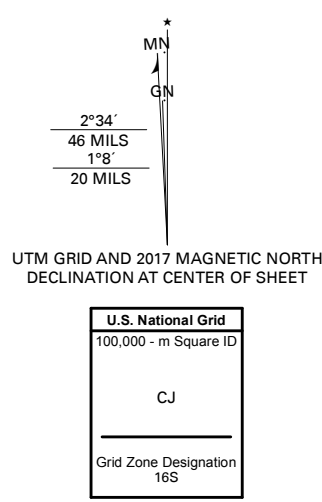 MN
GN
2°34´
46 MILS
1°8´
20 MILS
UTM GRID AND 2017 MAGNETIC NORTH
DECLINATION AT CENTER OF SHEET
U.S. National Grid
100,000 - m Square ID
CJ
Grid Zone Designation
16S